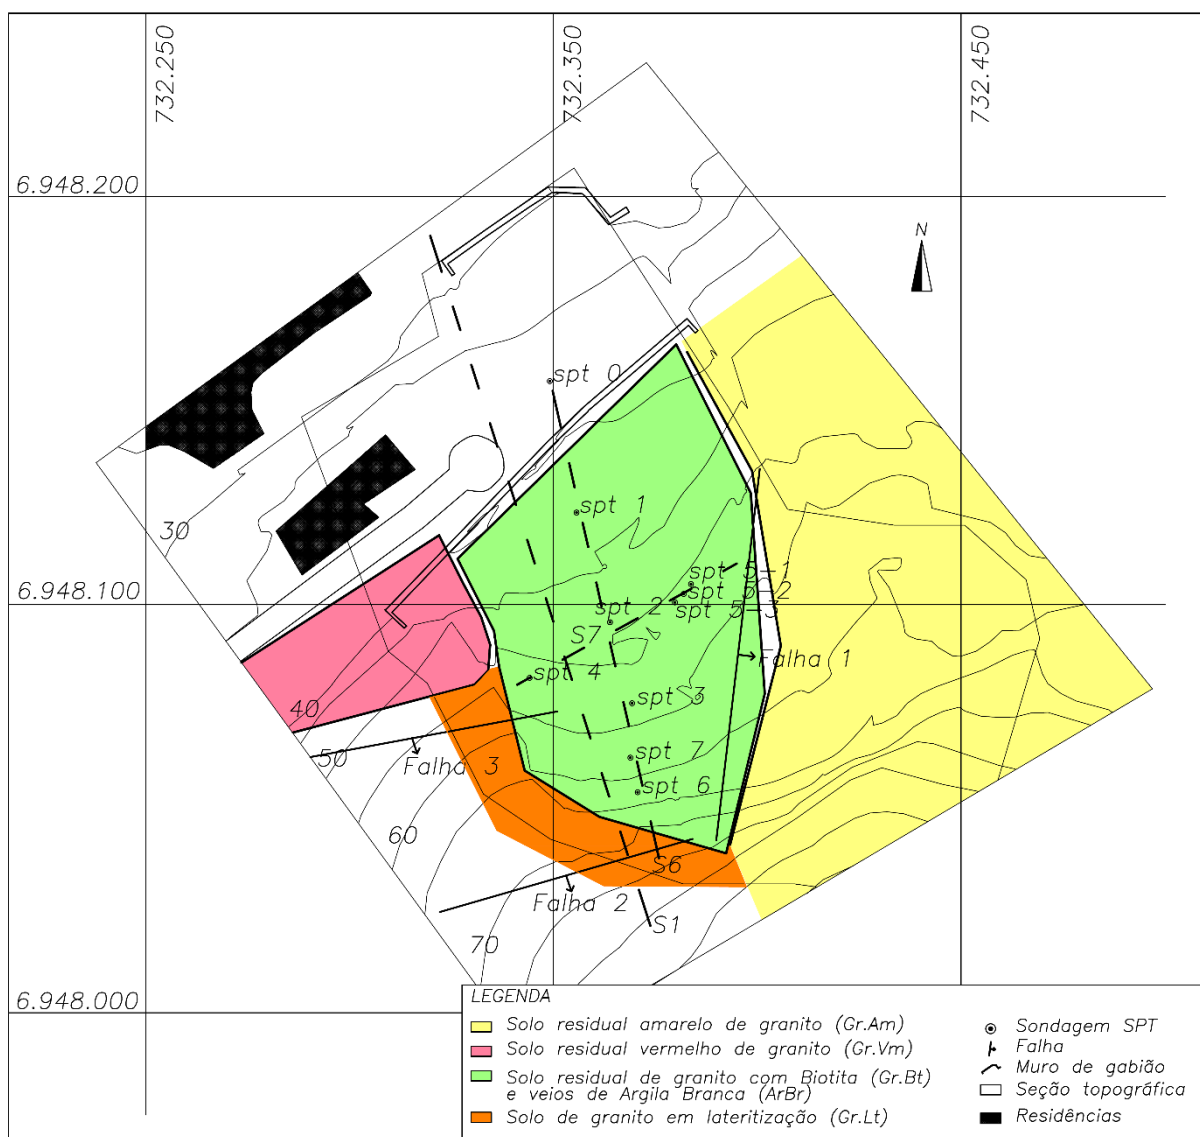 732.250
732.350
732.450
6.948.200
N
spt 0
spt 1
30
spt 5-1
6.948.100
spt 5-2
spt 2
spt 5-3
S7
Falha 1
spt 4
spt 3
40
50
Falha 3
spt 7
spt 6
60
S6
Falha 2
S1
70
6.948.000
LEGENDA
Solo residual amarelo de granito (Gr.Am)
Solo residual vermelho de granito (Gr.Vm)
Solo residual de granito com Biotita (Gr.Bt)
e veios de Argila Branca (ArBr)
Solo de granito em lateritização (Gr.Lt)
Sondagem SPT
Falha
Muro de gabião
Seção topográfica
Residências